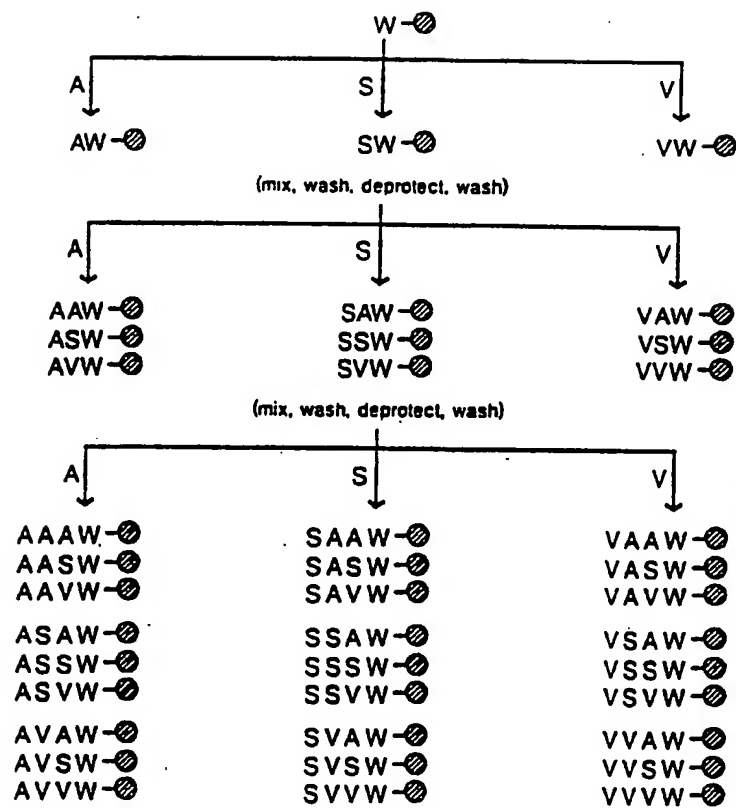 W
A S V
AW SW VW
(mix, wash, deprotect, wash)
A S V
AAW SAW VAW
ASW SSW VSW
AVW SVW VVW
(mix, wash, deprotect, wash)
A S V
AAAW SAAW VAAW
AASW SASW VASW
AAVW SAVW VAVW
ASAW SSAW VSAW
ASSW SSSW VSSW
ASVW SSVW VSVW
AVAW SVAW VVAW
AVSW SVSW VVSW
AVVW SVVW VVVW